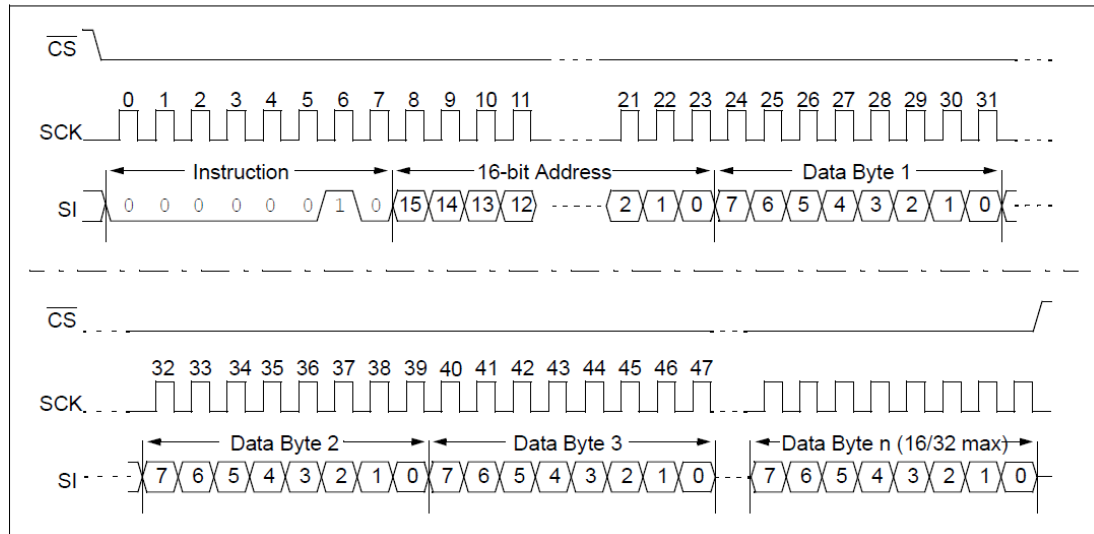 CS
0 1 2 3 4 5 6 7 8 9 10 11 21 22 23 24 25 26 27 28 29 30 31
SCK
Instruction 16-bit Address Data Byte 1
SI 0 0 0 0 0 0 1 0 15 14 13 12 2 1 0 7 6 5 4 3 2 1 0
CS
32 33 34 35 36 37 38 39 40 41 42 43 44 45 46 47
SCK
Data Byte 2 Data Byte 3 Data Byte n (16/32 max)
SI 7 6 5 4 3 2 1 0 7 6 5 4 3 2 1 0 7 6 5 4 3 2 1 0